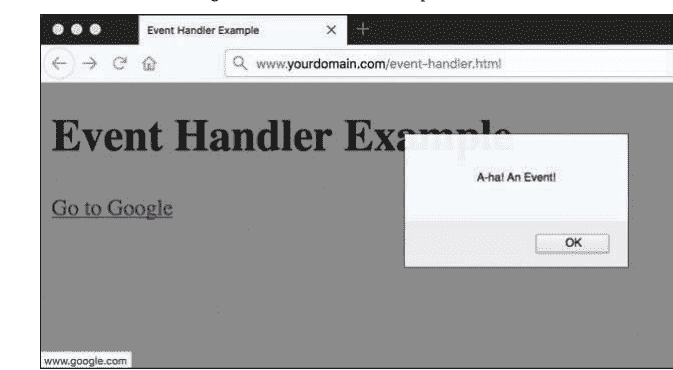 Event Handler Example
www.yourdomain.com/event-handler.html
Event Handler Example
A-ha! An Event!
Go to Google
OK
www.google.com